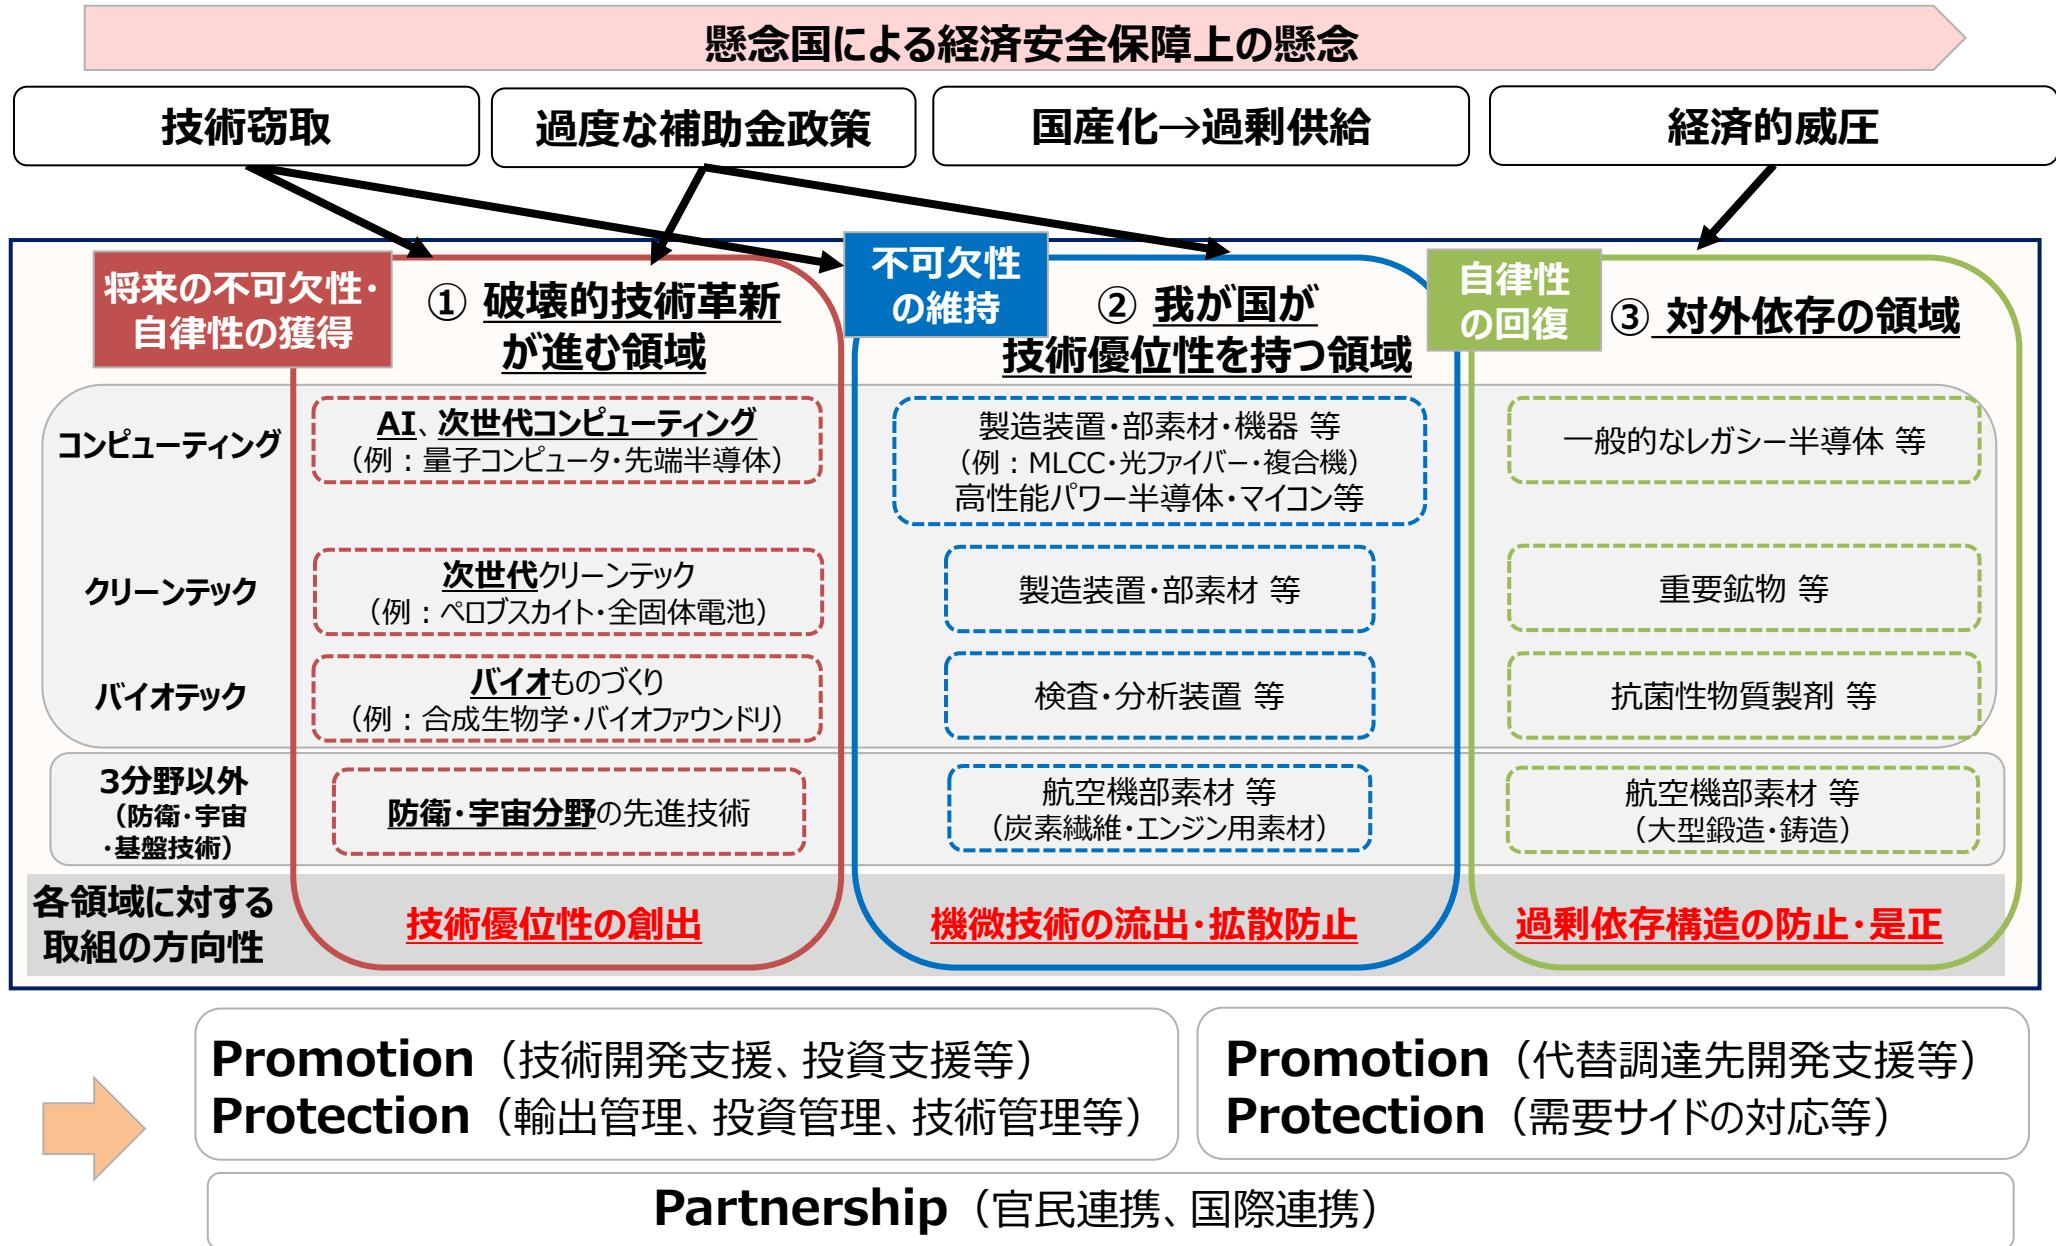 懸念国による経済安全保障上の懸念
技術窃取
過度な補助金政策
国産化→過剰供給
経済的威圧
将来の不可欠性・
自律性の獲得
① 破壊的技術革新
が進む領域
不可欠性
の維持
② 我が国が
技術優位性を持つ領域
自律性
の回復
③ 対外依存の領域
コンピューティング
AI、次世代コンピューティング
（例：量子コンピュータ・先端半導体）
製造装置・部素材・機器 等
（例：MLCC・光ファイバー・複合機）
高性能パワー半導体・マイコン等
一般的なレガシー半導体 等
クリーンテック
次世代クリーンテック
（例：ペロブスカイト・全固体電池）
製造装置・部素材 等
重要鉱物 等
バイオテック
バイオものづくり
（例：合成生物学・バイオファウンドリ）
検査・分析装置 等
抗菌性物質製剤 等
3分野以外
（防衛・宇宙
・基盤技術）
防衛・宇宙分野の先進技術
航空機部素材 等
（炭素繊維・エンジン用素材）
航空機部素材 等
（大型鍛造・鋳造）
各領域に対する
取組の方向性
技術優位性の創出
機微技術の流出・拡散防止
過剰依存構造の防止・是正
Promotion（技術開発支援、投資支援等）
Protection（輸出管理、投資管理、技術管理等）
Promotion（代替調達先開発支援等）
Protection（需要サイドの対応等）
Partnership（官民連携、国際連携）